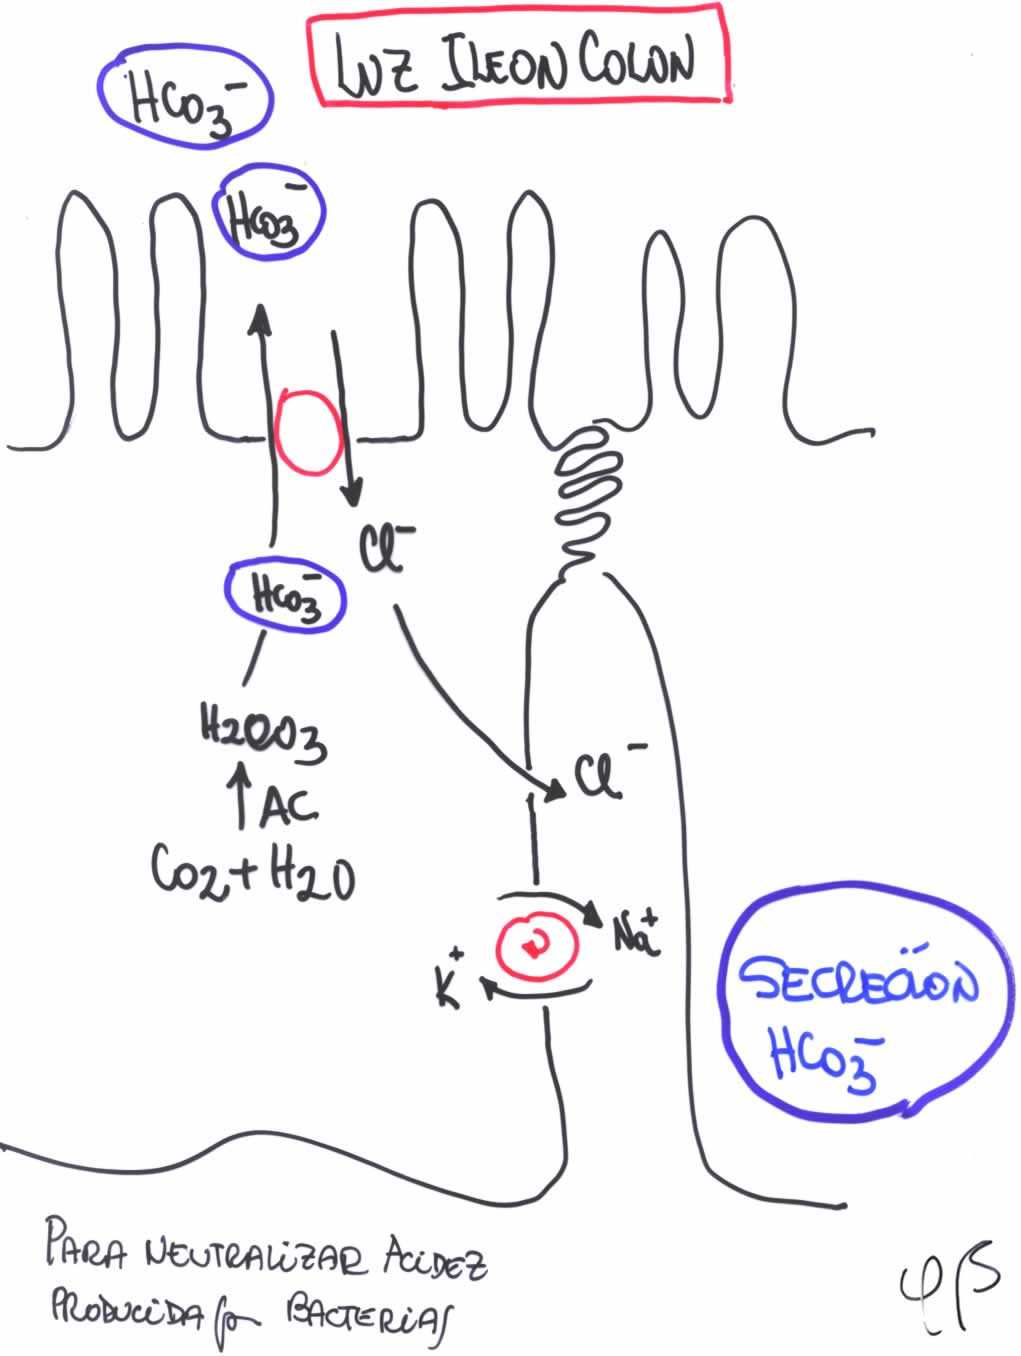 LUZ ILEON COLON
HCO3-
HCO3-
Cl-
HCO3-
H2CO3
AC
CO2+H2O
Cl-
Na+
K+
SECRECIÓN
HCO3-
PARA NEUTRALIZAR ACIDEZ
PRODUCIDA por BACTERIAS